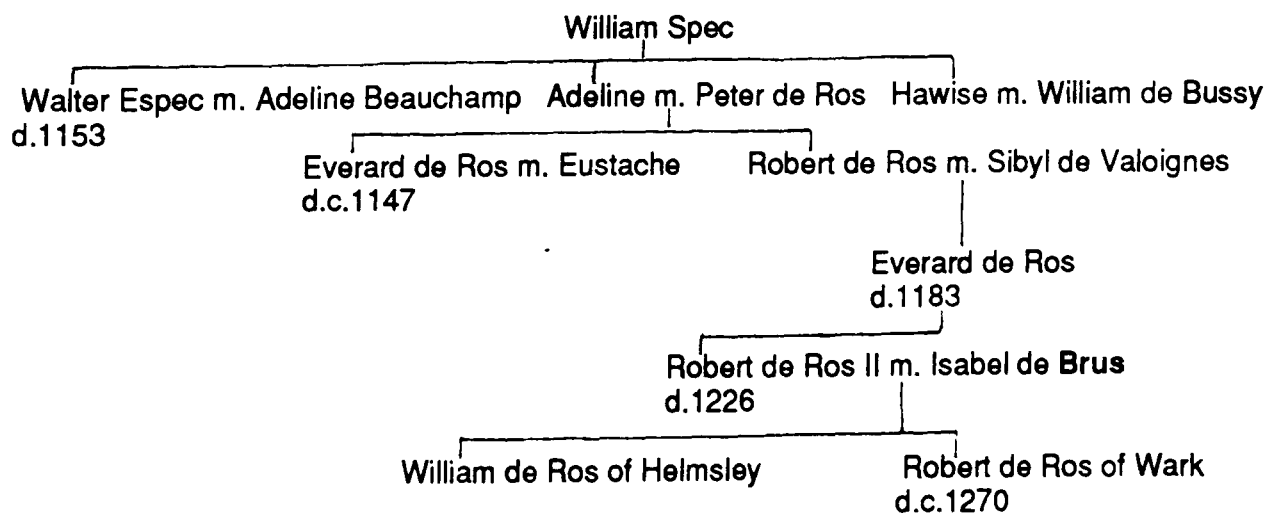 William Spec
Walter Espec m. Adeline Beauchamp Adeline m. Peter de Ros Hawise m. William de Bussy
d.1153
Everard de Ros m. Eustache Robert de Ros m. Sibyl de Valoignes
d.c.1147
Everard de Ros
d.1183
Robert de Ros II m. Isabel de Brus
d.1226
William de Ros of Helmsley Robert de Ros of Wark
d.c.1270